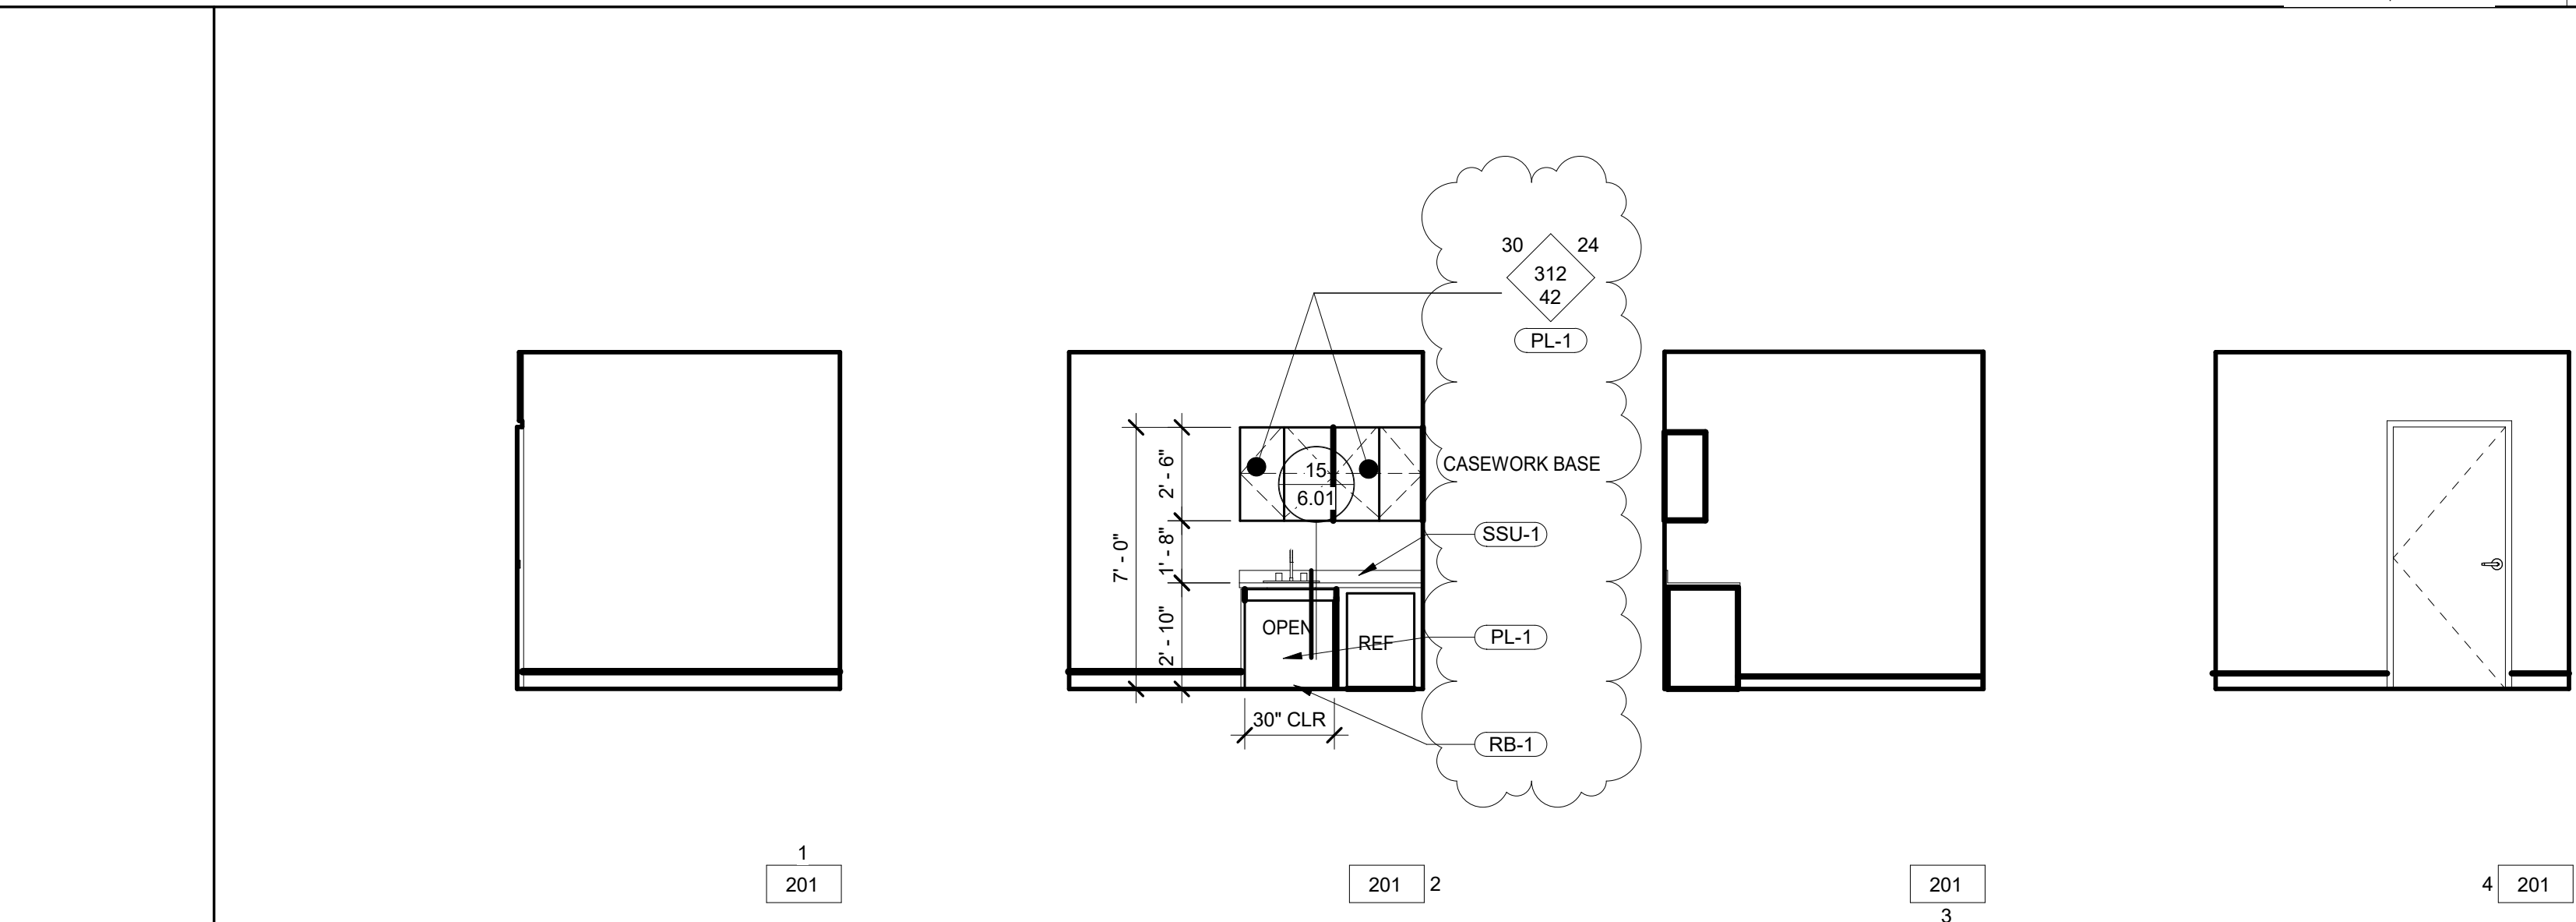 30
24
312
42
PL-1
15
6.01
CASEWORK BASE
2' - 6"
1' - 8"
7' - 0"
2' - 10"
SSU-1
OPEN
REF
PL-1
30" CLR
RB-1
1
201
201 2
201
3
4 201